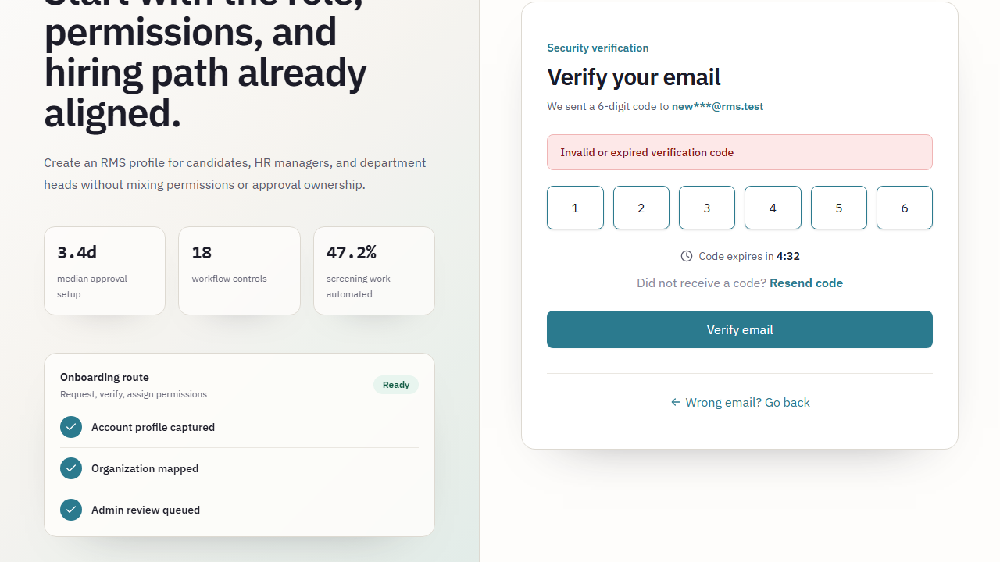 Start with the role,
permissions, and
hiring path already
aligned.
Create an RMS profile for candidates, HR managers, and department
heads without mixing permissions or approval ownership.
3.4d
median approval
setup
18
workflow controls
47.2%
screening work
automated
Onboarding route
Request, verify, assign permissions
Ready
Account profile captured
Organization mapped
Admin review queued
Security verification
Verify your email
We sent a 6-digit code to new***@rms.test
Invalid or expired verification code
1 2 3 4 5 6
Code expires in 4:32
Did not receive a code? Resend code
Verify email
← Wrong email? Go back